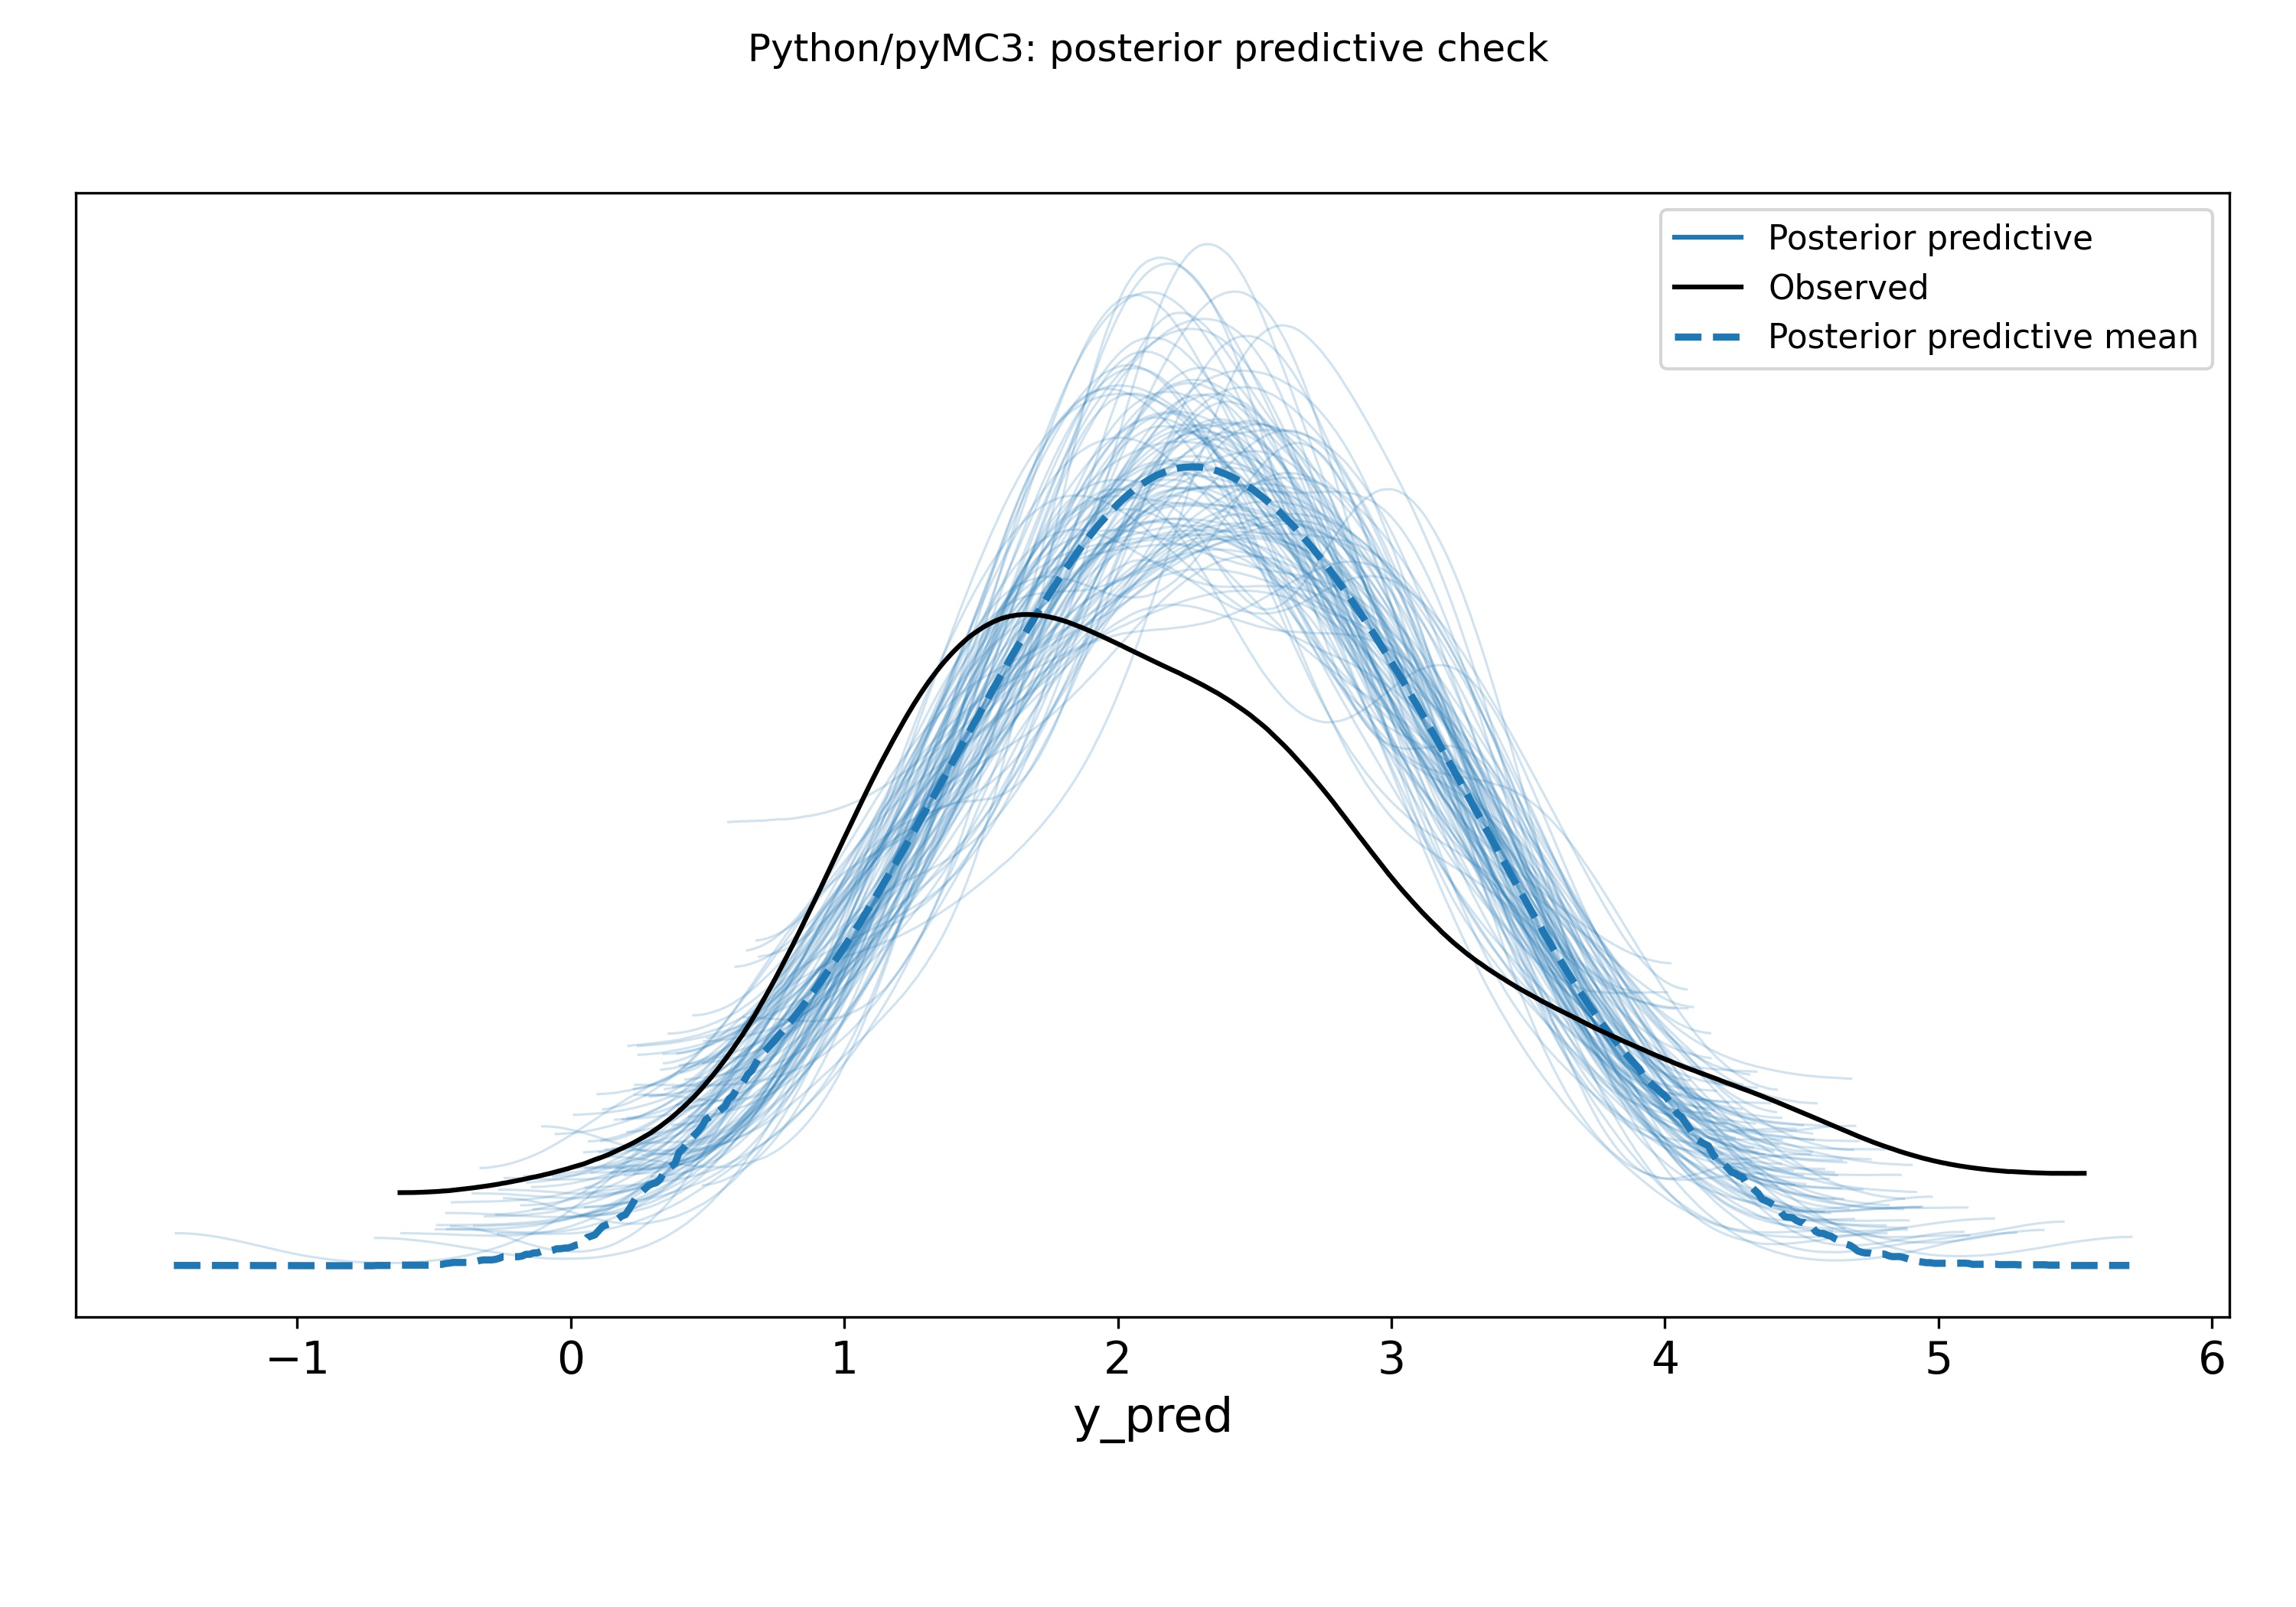 Python/pyMC3: posterior predictive check
Posterior predictive
Observed
Posterior predictive mean
−1 0 1 2 3 4 5 6
y_pred